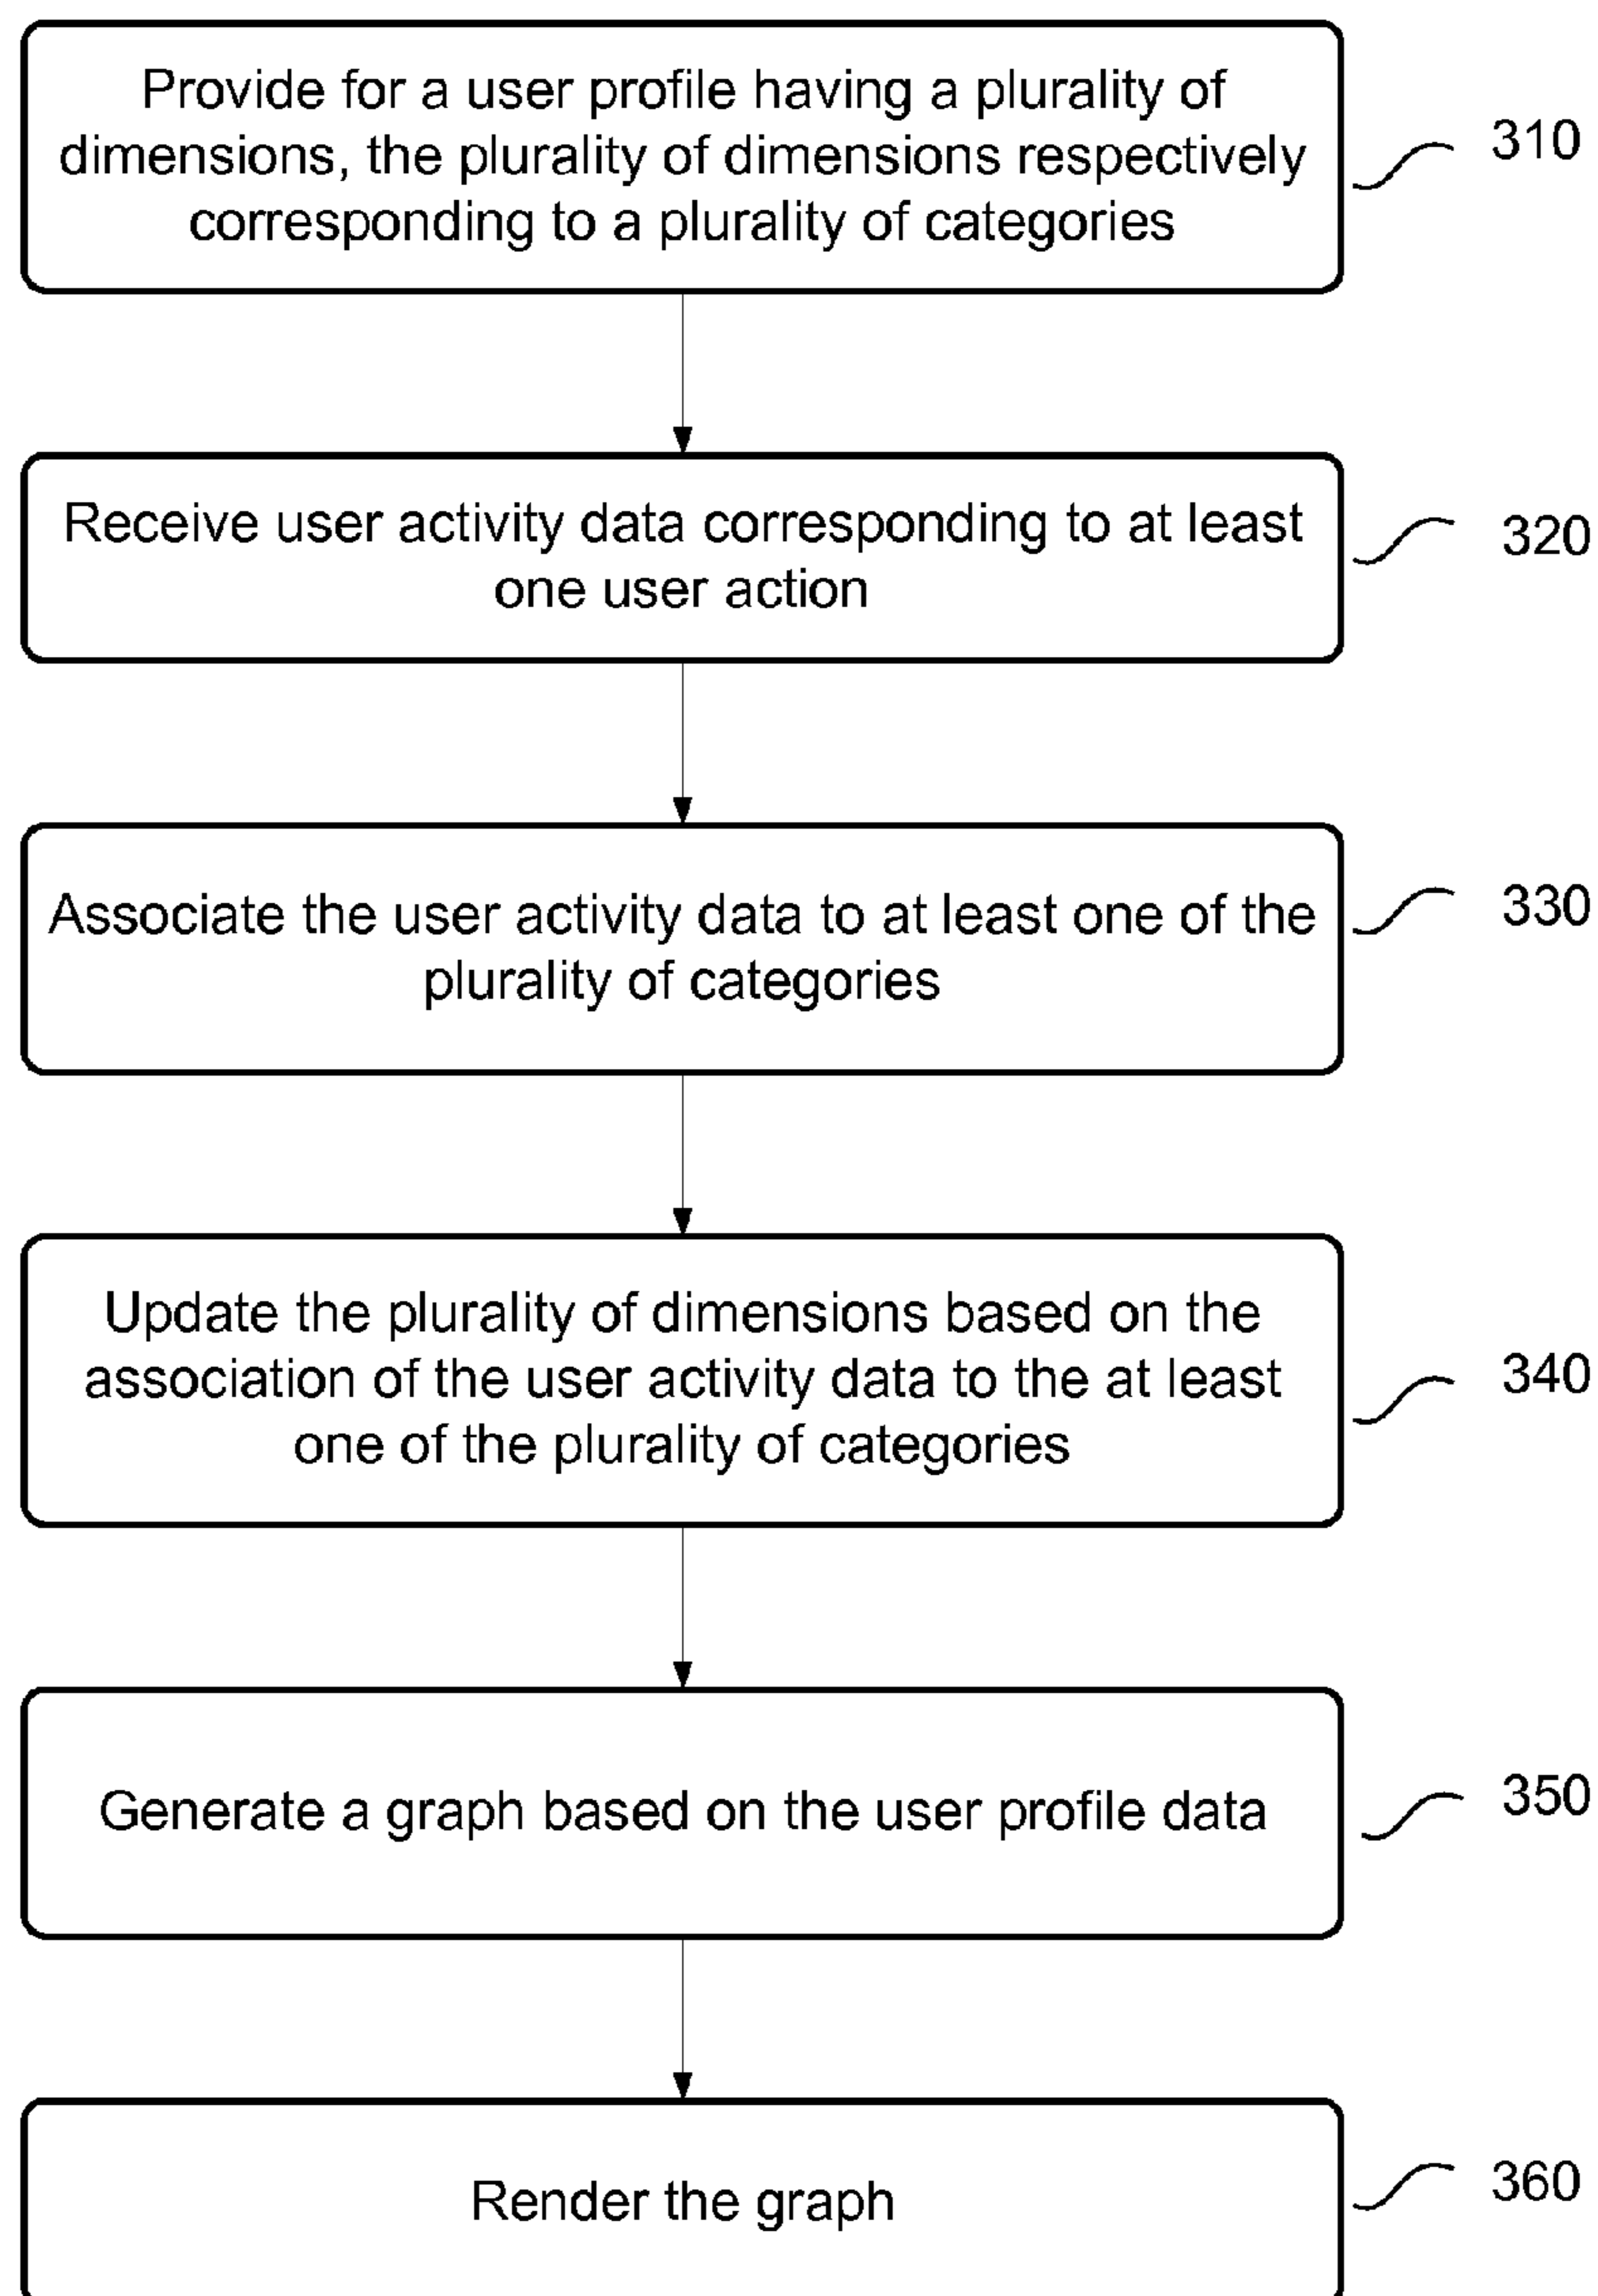 Provide for a user profile having a plurality of
dimensions, the plurality of dimensions respectively
corresponding to a plurality of categories
310
Receive user activity data corresponding to at least
one user action
320
Associate the user activity data to at least one of the
plurality of categories
330
Update the plurality of dimensions based on the
association of the user activity data to the at least
one of the plurality of categories
340
Generate a graph based on the user profile data
350
Render the graph
360